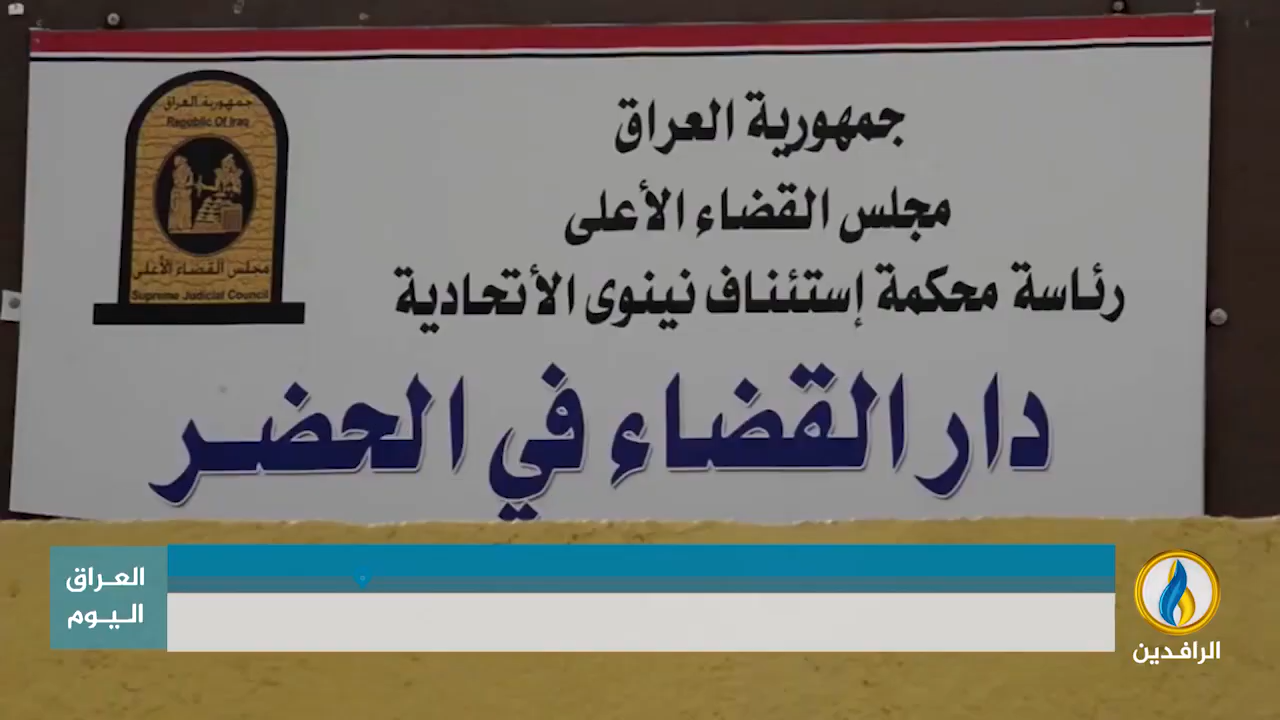 جمهورية العراق
Republic Of Iraq
مجلس القضاء الأعلى
Supreme Judicial Council
جمهورية العراق
مجلس القضاء الأعلى
رئاسة محكمة إستئناف نينوى الأتحادية
دار القضاء في الحضر
العراق
اليوم
الرافدين